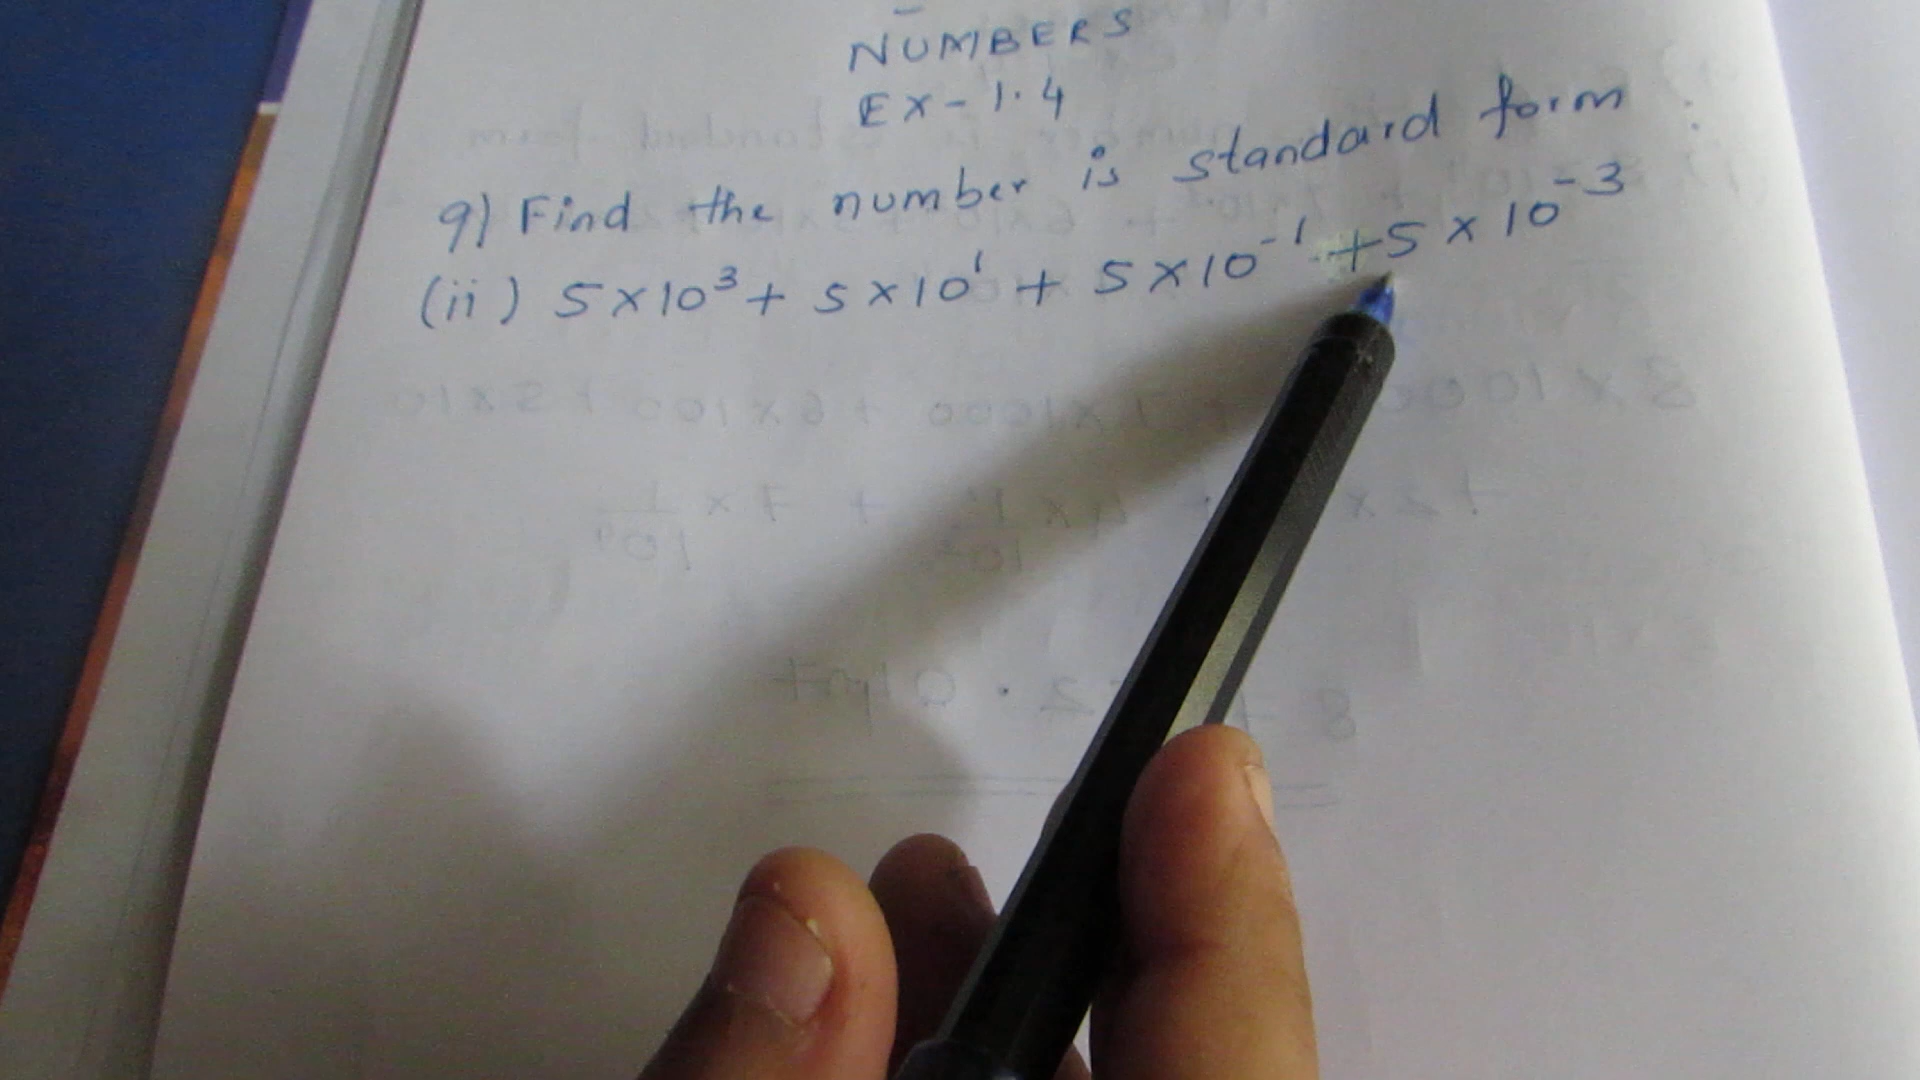 NUMBERS
EX-1.4
9) Find the number is standard form :
(ii) 5×10³ + 5×10¹ + 5×10⁻¹ + 5×10⁻³